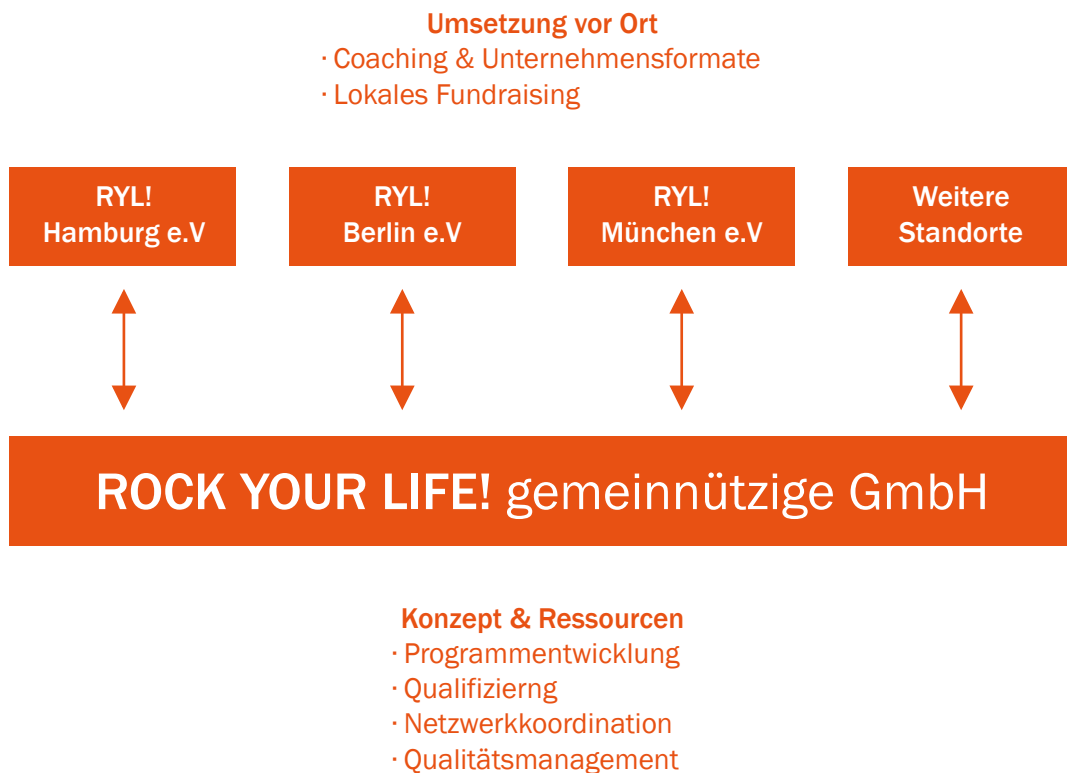 Umsetzung vor Ort
· Coaching & Unternehmensformate
· Lokales Fundraising
RYL!
Hamburg e.V
RYL!
Berlin e.V
RYL!
München e.V
Weitere
Standorte
ROCK YOUR LIFE! gemeinnützige GmbH
Konzept & Ressourcen
· Programmentwicklung
· Qualifizierng
· Netzwerkkoordination
· Qualitätsmanagement